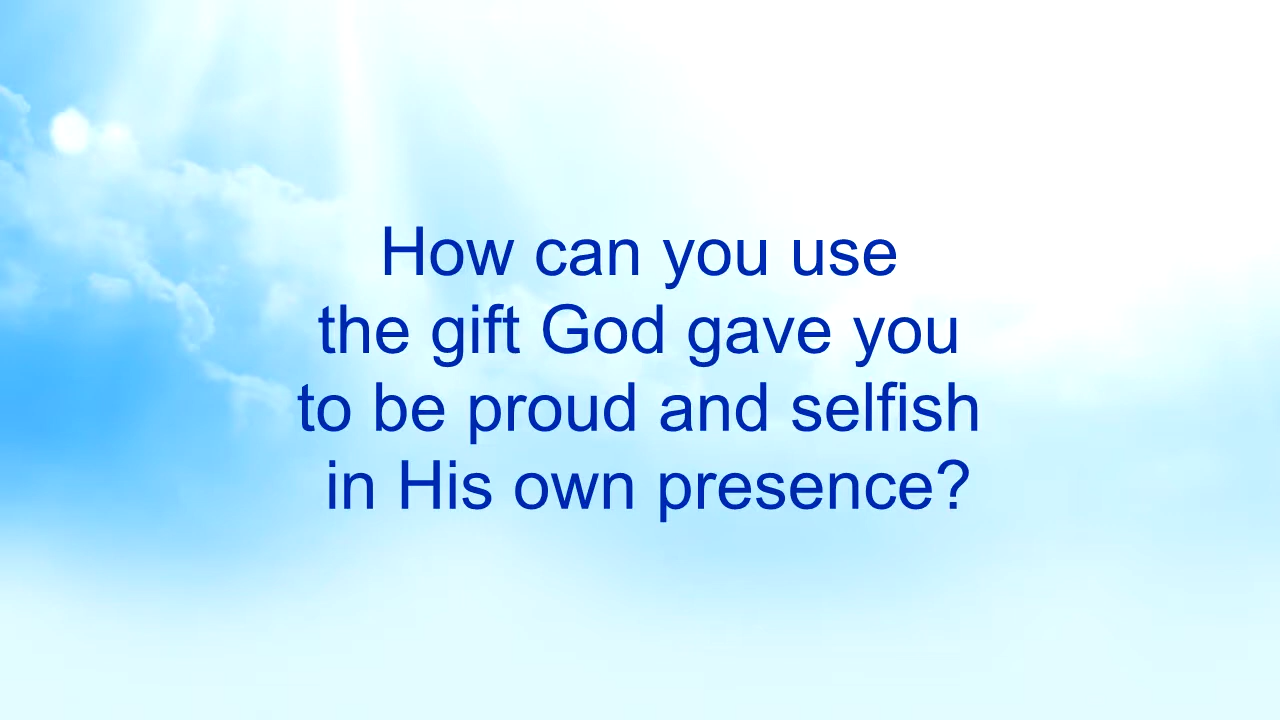 How can you use
the gift God gave you
to be proud and selfish
in His own presence?